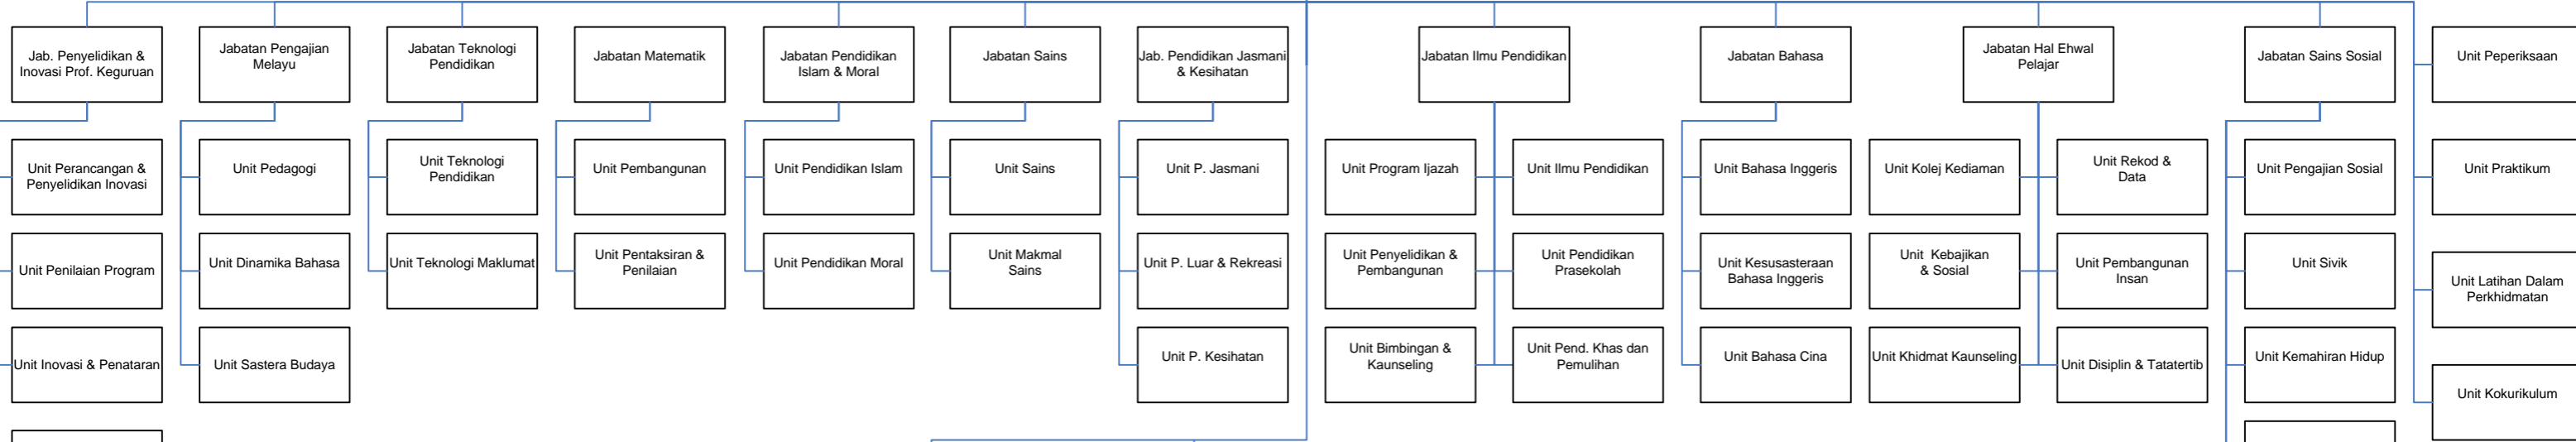 Jab. Penyelidikan &
Inovasi Prof. Keguruan
Jabatan Pengajian
Melayu
Jabatan Teknologi
Pendidikan
Jabatan Matematik
Jabatan Pendidikan
Islam & Moral
Jabatan Sains
Jab. Pendidikan Jasmani
& Kesihatan
Jabatan Ilmu Pendidikan
Jabatan Bahasa
Jabatan Hal Ehwal
Pelajar
Jabatan Sains Sosial
Unit Peperiksaan
Unit Perancangan &
Penyelidikan Inovasi
Unit Pedagogi
Unit Teknologi
Pendidikan
Unit Pembangunan
Unit Pendidikan Islam
Unit Sains
Unit P. Jasmani
Unit Program Ijazah
Unit Ilmu Pendidikan
Unit Bahasa Inggeris
Unit Kolej Kediaman
Unit Rekod &
Data
Unit Pengajian Sosial
Unit Praktikum
Unit Penilaian Program
Unit Dinamika Bahasa
Unit Teknologi Maklumat
Unit Pentaksiran &
Penilaian
Unit Pendidikan Moral
Unit Makmal
Sains
Unit P. Luar & Rekreasi
Unit Penyelidikan &
Pembangunan
Unit Pendidikan
Prasekolah
Unit Kesusasteraan
Bahasa Inggeris
Unit Kebajikan
& Sosial
Unit Pembangunan
Insan
Unit Sivik
Unit Latihan Dalam
Perkhidmatan
Unit Inovasi & Penataran
Unit Sastera Budaya
Unit P. Kesihatan
Unit Bimbingan &
Kaunseling
Unit Pend. Khas dan
Pemulihan
Unit Bahasa Cina
Unit Khidmat Kaunseling
Unit Disiplin & Tatatertib
Unit Kemahiran Hidup
Unit Kokurikulum